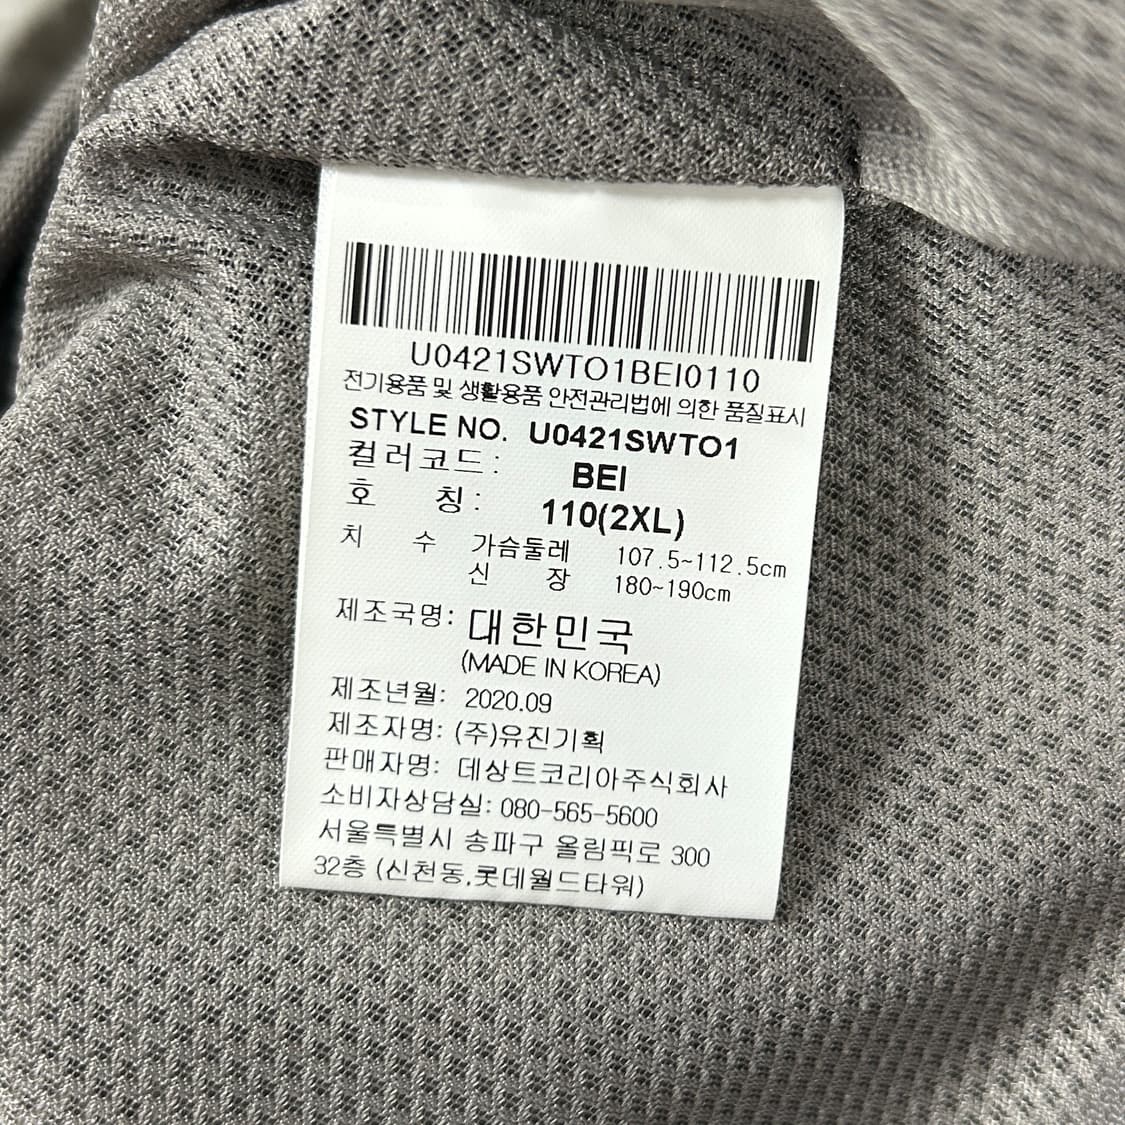 U0421SWTO1BEI0110
전기용품 및 생활용품 안전관리법에 의한 품질표시
STYLE NO. U0421SWTO1
컬러코드: BEI
호 칭: 110(2XL)
치 수 가슴둘레 107.5~112.5cm
신 장 180~190cm
제조국명: 대한민국
(MADE IN KOREA)
제조년월: 2020.09
제조자명: (주)유진기획
판매자명: 데상트코리아주식회사
소비자상담실: 080-565-5600
서울특별시 송파구 올림픽로 300
32층 (신천동,롯데월드타워)